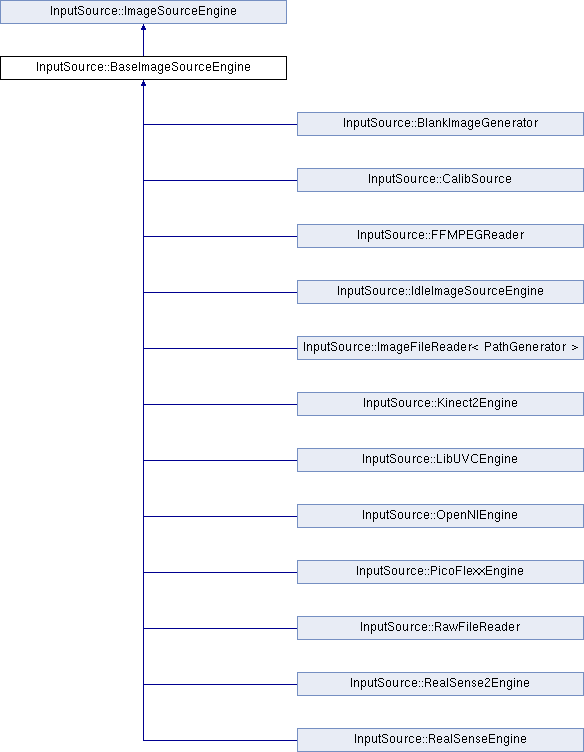 InputSource::ImageSourceEngine
InputSource::BaseImageSourceEngine
InputSource::BlankImageGenerator
InputSource::CalibSource
InputSource::FFMPEGReader
InputSource::IdleImageSourceEngine
InputSource::ImageFileReader< PathGenerator >
InputSource::Kinect2Engine
InputSource::LibUVCEngine
InputSource::OpenNIEngine
InputSource::PicoFlexxEngine
InputSource::RawFileReader
InputSource::RealSense2Engine
InputSource::RealSenseEngine